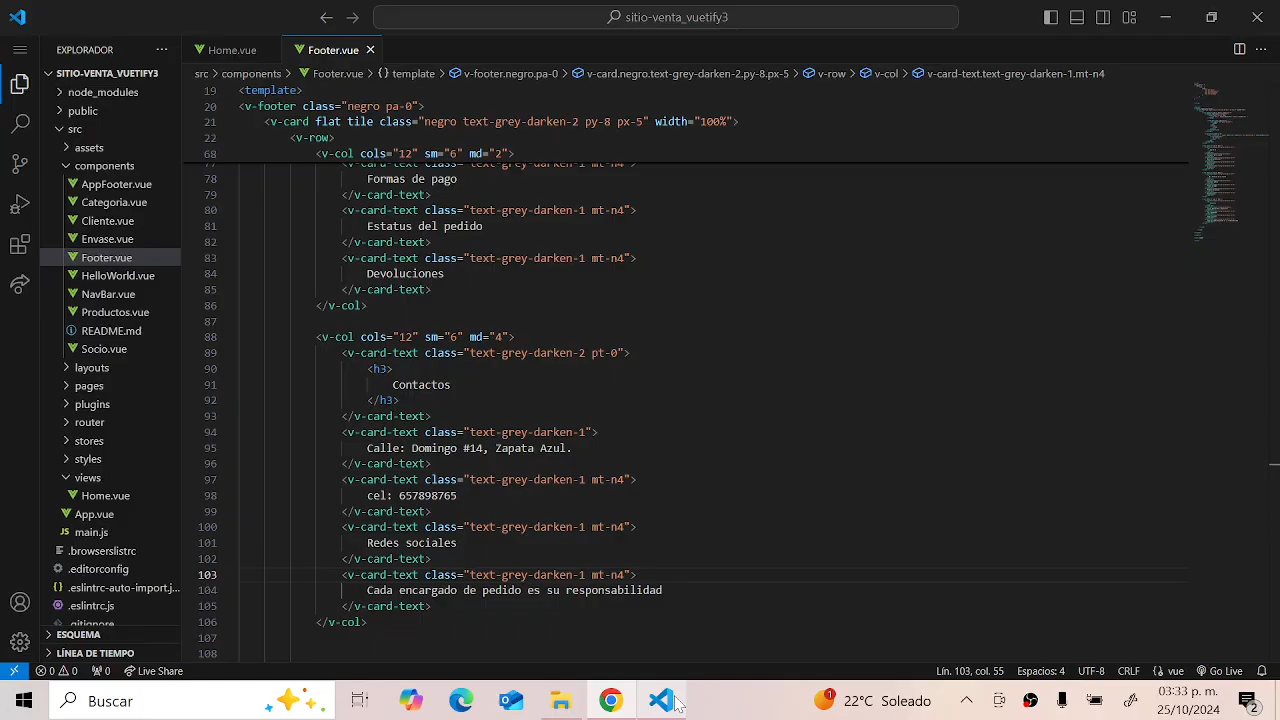 sitio-venta_vuetify3
EXPLORADOR
Home.vue
Footer.vue
src > components > Footer.vue > {} template > v-footer.negro.pa-0 > v-card.negro.text-grey-darken-2.py-8.px-5 > v-row > v-col > v-card-text.text-grey-darken-1.mt-n4
SITIO-VENTA_VUETIFY3
node_modules
public
src
assets
components
AppFooter.vue
Categoria.vue
Cliente.vue
Envase.vue
Footer.vue
HelloWorld.vue
NavBar.vue
Productos.vue
README.md
Socio.vue
layouts
pages
plugins
router
stores
styles
views
Home.vue
App.vue
main.js
.browserslistrc
.editorconfig
.eslintrc-auto-import.j...
.eslintrc.js
.gitignore
ESQUEMA
LÍNEA DE TIEMPO
19 <template>
20 <v-footer class="negro pa-0">
21 <v-card flat tile class="negro text-grey-darken-2 py-8 px-5" width="100%">
22 <v-row>
68 <v-col cols="12" sm="6" md="2">
77 <v-card-text class="text-grey-darken-1 mt-n4">
78 Formas de pago
79 </v-card-text>
80 <v-card-text class="text-grey-darken-1 mt-n4">
81 Estatus del pedido
82 </v-card-text>
83 <v-card-text class="text-grey-darken-1 mt-n4">
84 Devoluciones
85 </v-card-text>
86 </v-col>
87
88 <v-col cols="12" sm="6" md="4">
89 <v-card-text class="text-grey-darken-2 pt-0">
90 <h3>
91 Contactos
92 </h3>
93 </v-card-text>
94 <v-card-text class="text-grey-darken-1">
95 Calle: Domingo #14, Zapata Azul.
96 </v-card-text>
97 <v-card-text class="text-grey-darken-1 mt-n4">
98 cel: 657898765
99 </v-card-text>
100 <v-card-text class="text-grey-darken-1 mt-n4">
101 Redes sociales
102 </v-card-text>
103 <v-card-text class="text-grey-darken-1 mt-n4">
104 Cada encargado de pedido es su responsabilidad
105 </v-card-text>
106 </v-col>
107
108
0 0 0 Live Share
Lín. 103, col. 55 Espacios: 4 UTF-8 CRLF {} vue Go Live
Buscar
1 22°C Soleado
03:33 p. m.
25/10/2024
2